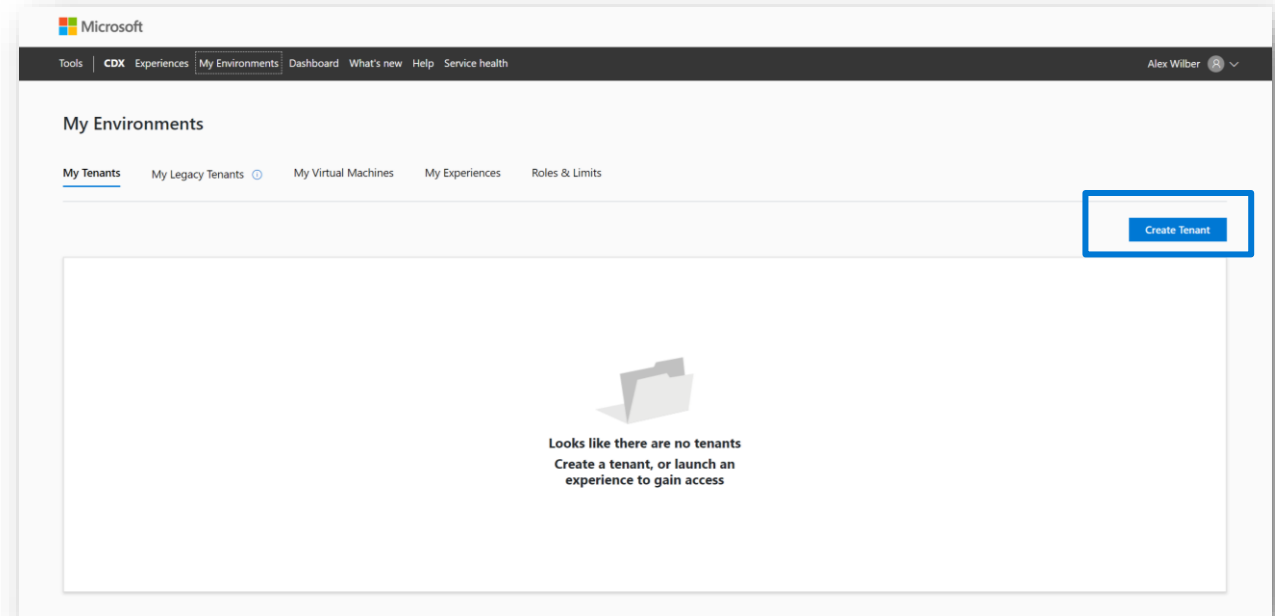 Microsoft
Tools | CDX Experiences My Environments Dashboard What's new Help Service health Alex Wilber
My Environments
My Tenants My Legacy Tenants My Virtual Machines My Experiences Roles & Limits
Create Tenant
Looks like there are no tenants
Create a tenant, or launch an
experience to gain access